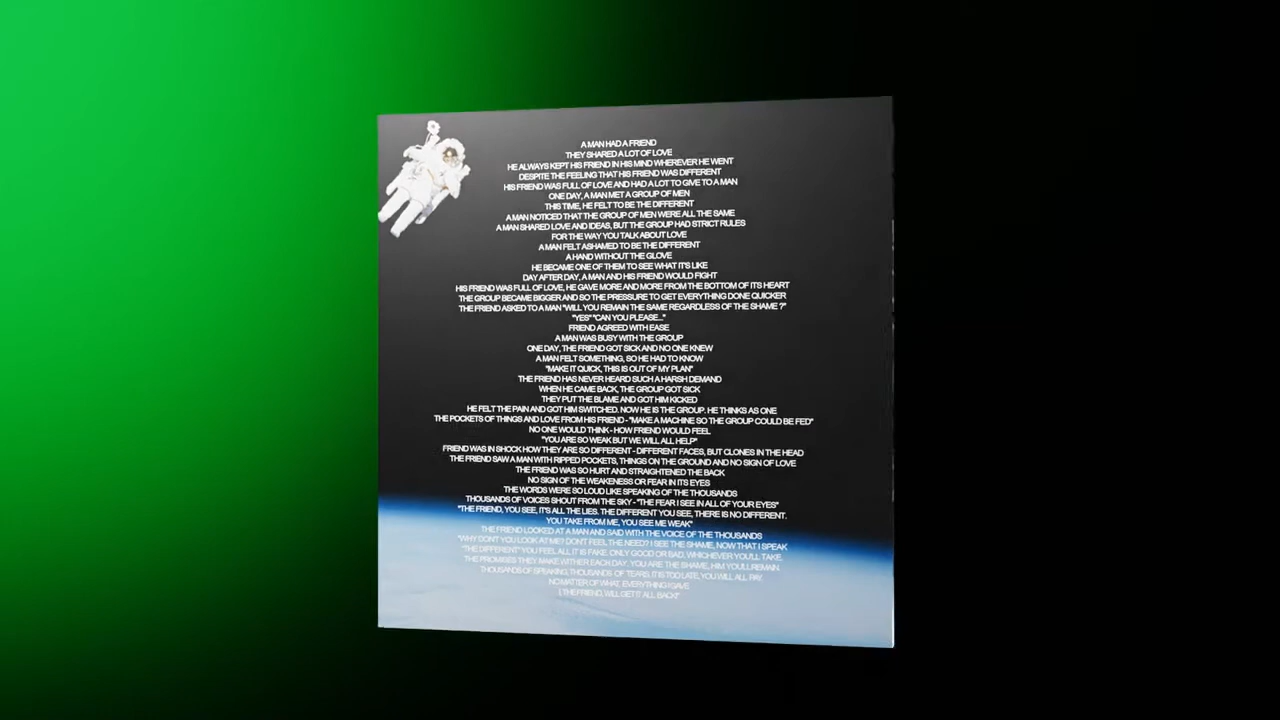 A MAN HAD A FRIEND
THEY SHARED A LOT OF LOVE
HE ALWAYS KEPT HIS FRIEND IN HIS MIND WHEREVER HE WENT
DESPITE THE FEELING THAT HIS FRIEND WAS DIFFERENT
HIS FRIEND WAS FULL OF LOVE AND HAD A LOT TO GIVE TO A MAN
ONE DAY, A MAN MET A GROUP OF MEN
THIS TIME, HE FELT TO BE THE DIFFERENT
A MAN NOTICED THAT THE GROUP OF MEN WERE ALL THE SAME
A MAN SHARED LOVE AND IDEAS, BUT THE GROUP HAD STRICT RULES
FOR THE WAY YOU TALK ABOUT LOVE
A MAN FELT ASHAMED TO BE THE DIFFERENT
A HAND WITHOUT THE GLOVE
HE BECAME ONE OF THEM TO SEE WHAT IT'S LIKE
DAY AFTER DAY, A MAN AND HIS FRIEND WOULD FIGHT
HIS FRIEND WAS FULL OF LOVE, HE GAVE MORE AND MORE FROM THE BOTTOM OF ITS HEART
THE GROUP BECAME BIGGER AND SO THE PRESSURE TO GET EVERYTHING DONE QUICKER
THE FRIEND ASKED TO A MAN "WILL YOU REMAIN THE SAME REGARDLESS OF THE SHAME ?"
"YES" "CAN YOU PLEASE..."
FRIEND AGREED WITH EASE
A MAN WAS BUSY WITH THE GROUP
ONE DAY, THE FRIEND GOT SICK AND NO ONE KNEW
A MAN FELT SOMETHING, SO HE HAD TO KNOW
"MAKE IT QUICK, THIS IS OUT OF MY PLAN"
THE FRIEND HAS NEVER HEARD SUCH A HARSH DEMAND
WHEN HE CAME BACK, THE GROUP GOT SICK
THEY PUT THE BLAME AND GOT HIM KICKED
HE FELT THE PAIN AND GOT HIM SWITCHED. NOW HE IS THE GROUP. HE THINKS AS ONE
THE POCKETS OF THINGS AND LOVE FROM HIS FRIEND - "MAKE A MACHINE SO THE GROUP COULD BE FED"
NO ONE WOULD THINK - HOW FRIEND WOULD FEEL
"YOU ARE SO WEAK BUT WE WILL ALL HELP"
FRIEND WAS IN SHOCK HOW THEY ARE SO DIFFERENT - DIFFERENT FACES, BUT CLONES IN THE HEAD
THE FRIEND SAW A MAN WITH RIPPED POCKETS, THINGS ON THE GROUND AND NO SIGN OF LOVE
THE FRIEND WAS SO HURT AND STRAIGHTENED THE BACK
NO SIGN OF THE WEAKENESS OR FEAR IN ITS EYES
THE WORDS WERE SO LOUD LIKE SPEAKING OF THE THOUSANDS
THOUSANDS OF VOICES SHOUT FROM THE SKY - "THE FEAR I SEE IN ALL OF YOUR EYES"
"THE FRIEND, YOU SEE, IT'S ALL THE LIES. THE DIFFERENT YOU SEE, THERE IS NO DIFFERENT.
YOU TAKE FROM ME, YOU SEE ME WEAK"
THE FRIEND LOOKED AT A MAN AND SAID WITH THE VOICE OF THE THOUSANDS
"WHY DON'T YOU LOOK AT ME? DON'T FEEL THE NEED? I SEE THE SHAME, NOW THAT I SPEAK
"THE DIFFERENT" YOU FEEL ALL IT IS FAKE. ONLY GOOD OR BAD. WHICHEVER YOU'LL TAKE.
THE PROMISES THEY MAKE WITHER EACH DAY. YOU ARE THE SHAME, HIM YOU'LL REMAIN.
THOUSANDS OF SPEAKING, THOUSANDS OF TEARS, IT IS TOO LATE, YOU WILL ALL PAY.
NO MATTER OF WHAT EVERYTHING I GAVE
I, THE FRIEND, WILL GET IT ALL BACK!"